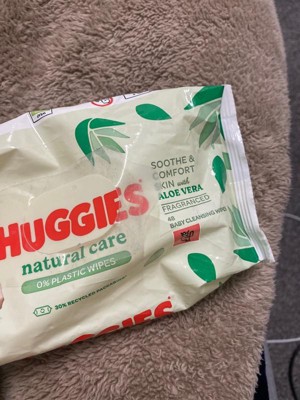 SOOTHE &
COMFORT
SKIN with
ALOE VERA
FRAGRANCED
48
BABY CLEANSING WIPES
HUGGIES
natural care
0% PLASTIC WIPES
30% RECYCLED
HUGGIES